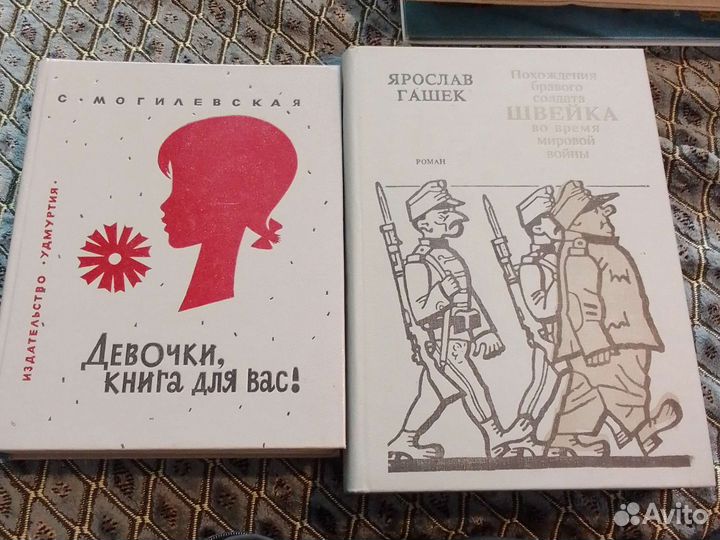 С. МОГИЛЕВСКАЯ
ИЗДАТЕЛЬСТВО «УДМУРТИЯ»
ДЕВОЧКИ,
КНИГА ДЛЯ ВАС!
ЯРОСЛАВ
ГАШЕК
Похождения
бравого
солдата
ШВЕЙКА
во время
мировой
войны
РОМАН
Avito